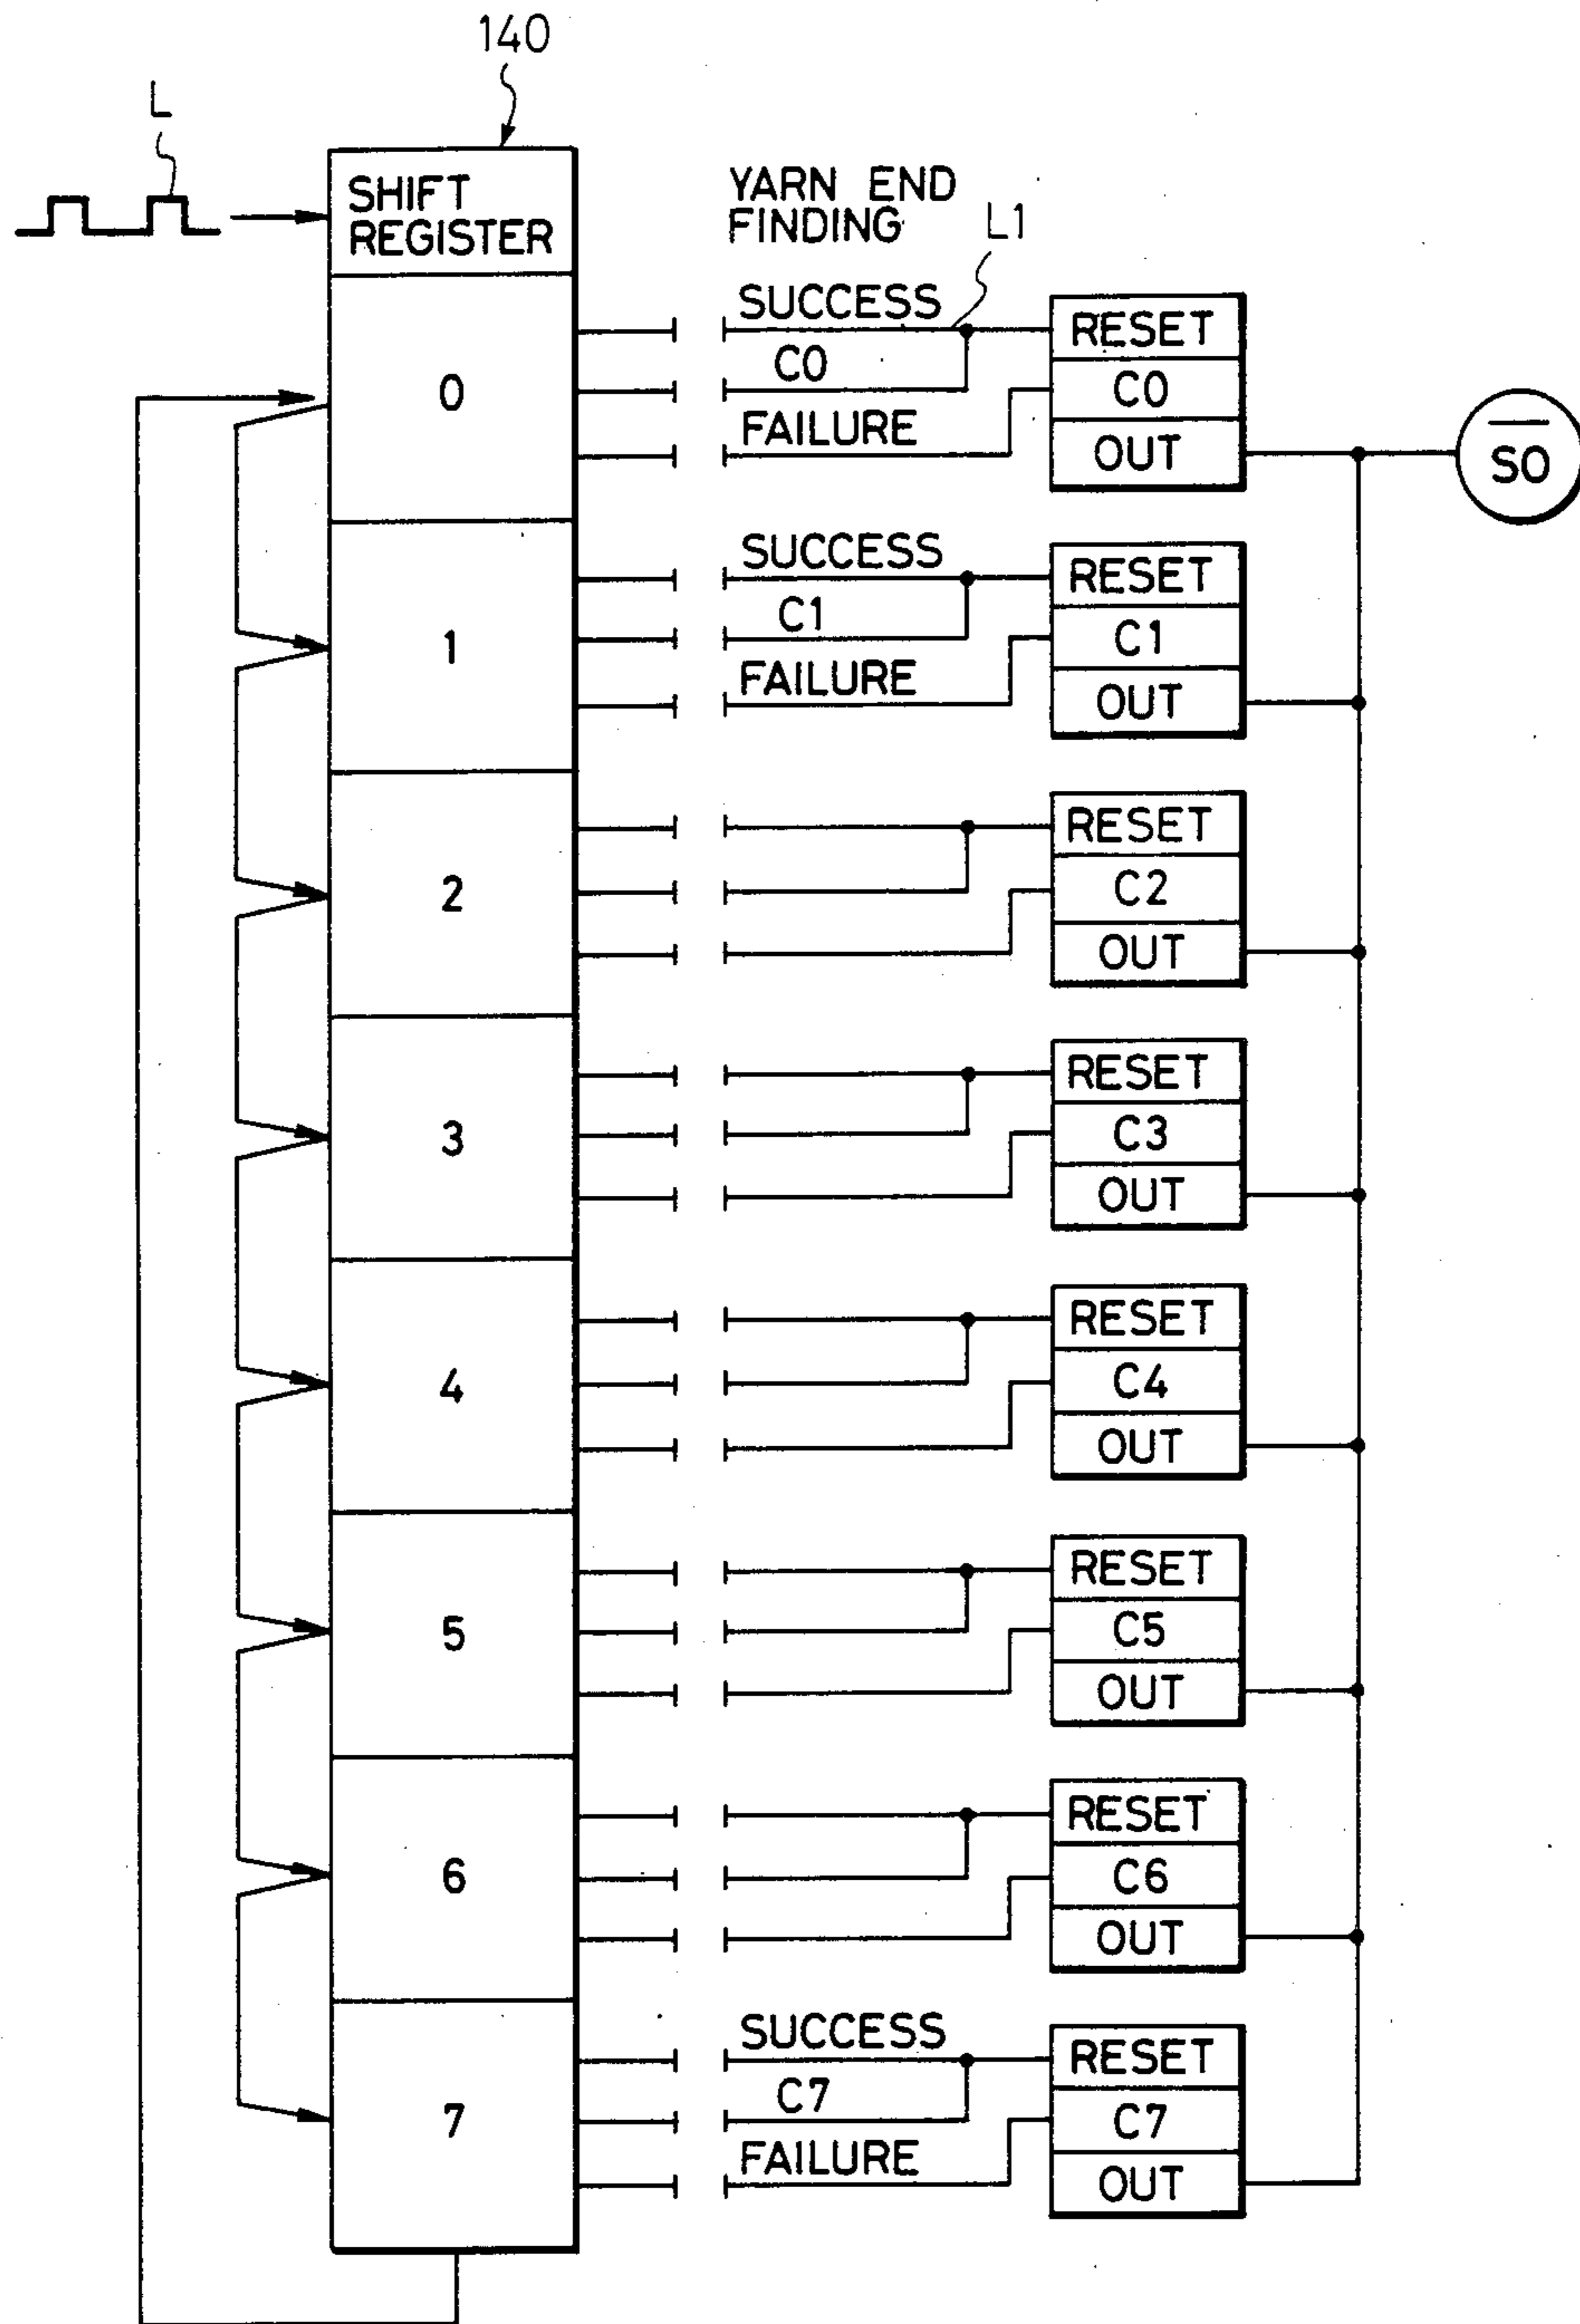 140
L
SHIFT
REGISTER
YARN END
FINDING
L1
0
SUCCESS
C0
FAILURE
RESET
C0
OUT
SO
1
SUCCESS
C1
FAILURE
RESET
C1
OUT
2
RESET
C2
OUT
3
RESET
C3
OUT
4
RESET
C4
OUT
5
RESET
C5
OUT
6
RESET
C6
OUT
7
SUCCESS
C7
FAILURE
RESET
C7
OUT